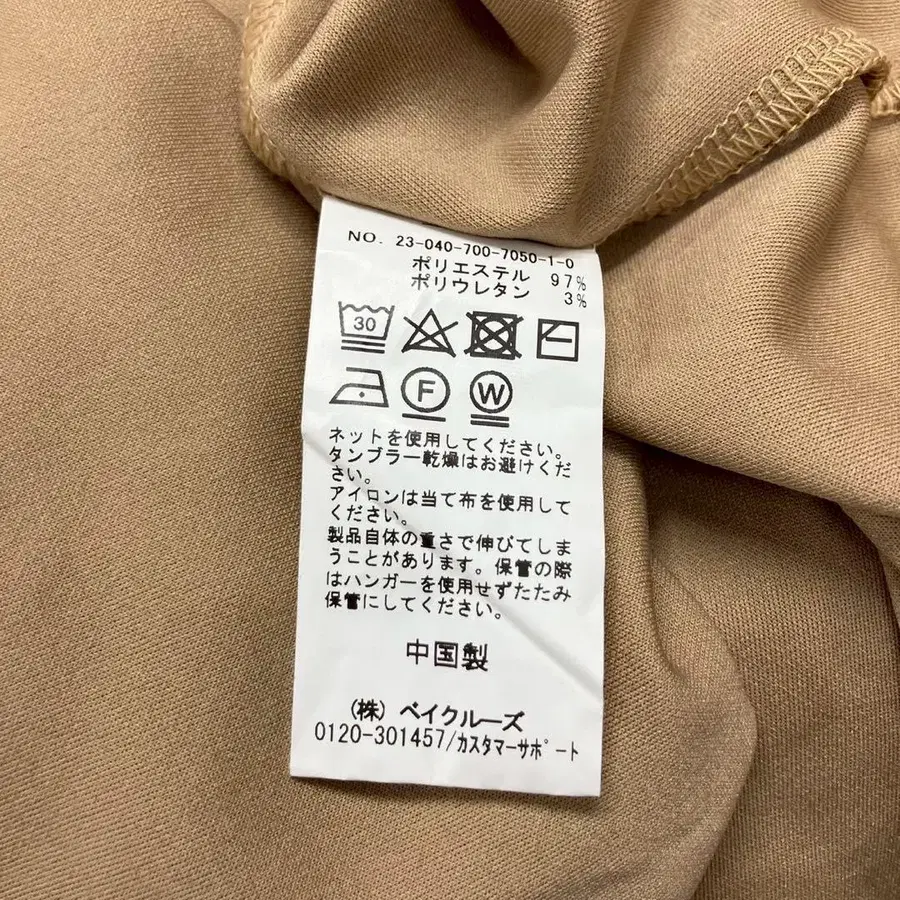 NO. 23-040-700-7050-1-0
ポリエステル 97%
ポリウレタン 3%
30
F W
ネットを使用してください。
タンブラー乾燥はお避けくだ
さい。
アイロンは当て布を使用して
ください。
製品自体の重さで伸びてしま
うことがあります。保管の際
はハンガーを使用せずたたみ
保管にしてください。
中国製
(株) ベイクルーズ
0120-301457/カスタマーサポート